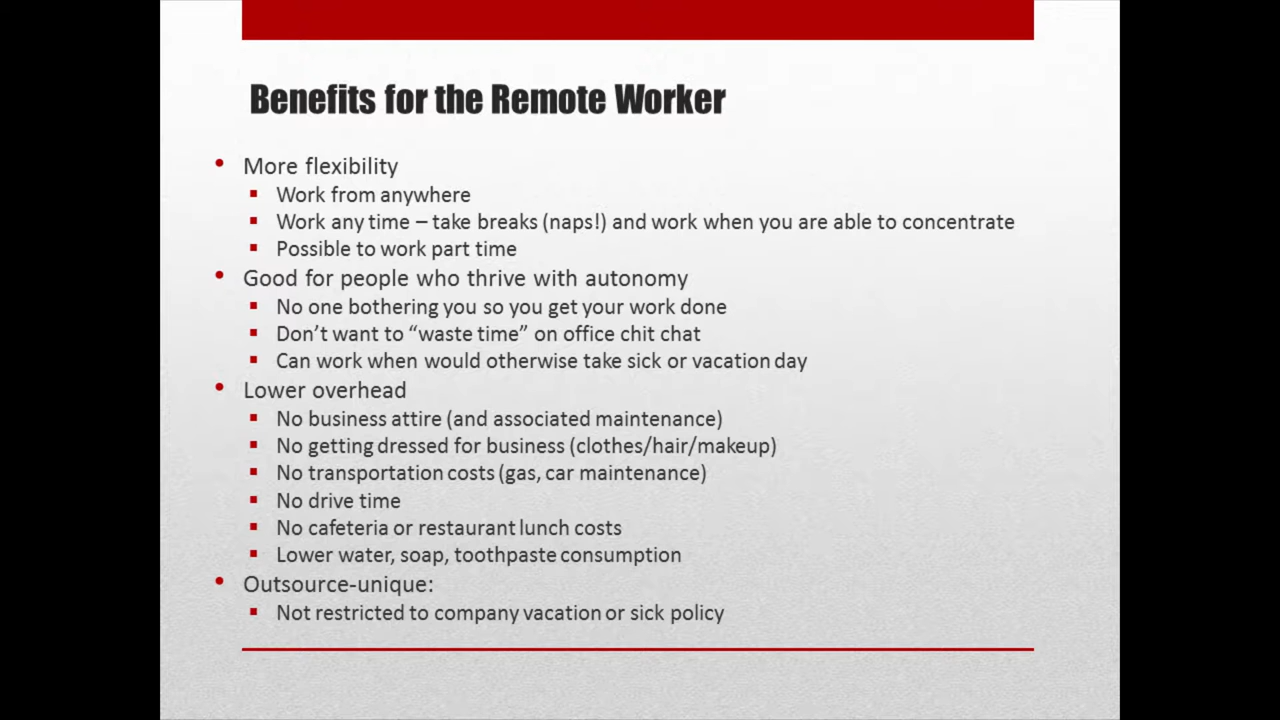 Benefits for the Remote Worker
• More flexibility
▪ Work from anywhere
▪ Work any time – take breaks (naps!) and work when you are able to concentrate
▪ Possible to work part time
• Good for people who thrive with autonomy
▪ No one bothering you so you get your work done
▪ Don’t want to “waste time” on office chit chat
▪ Can work when would otherwise take sick or vacation day
• Lower overhead
▪ No business attire (and associated maintenance)
▪ No getting dressed for business (clothes/hair/makeup)
▪ No transportation costs (gas, car maintenance)
▪ No drive time
▪ No cafeteria or restaurant lunch costs
▪ Lower water, soap, toothpaste consumption
• Outsource-unique:
▪ Not restricted to company vacation or sick policy